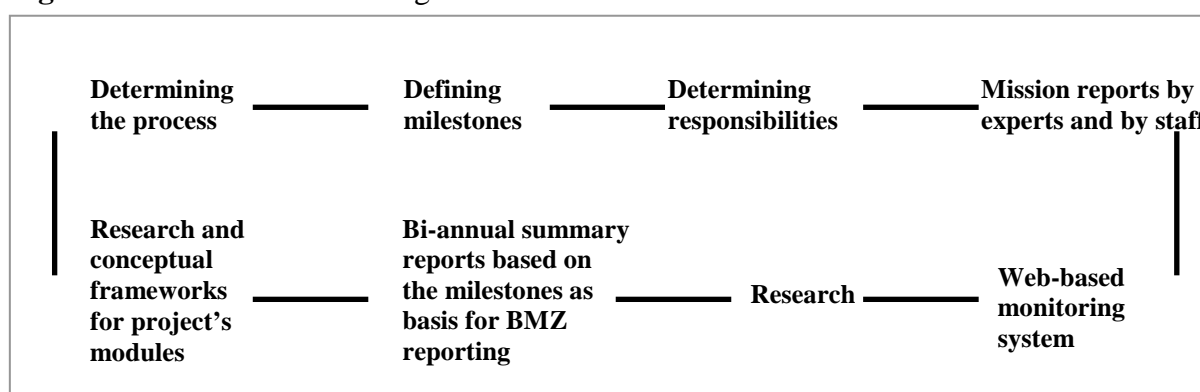 Determining
the process
Defining
milestones
Determining
responsibilities
Mission reports by
experts and by staff
Research and
conceptual
frameworks
for project's
modules
Bi-annual summary
reports based on
the milestones as
basis for BMZ
reporting
Research
Web-based
monitoring
system